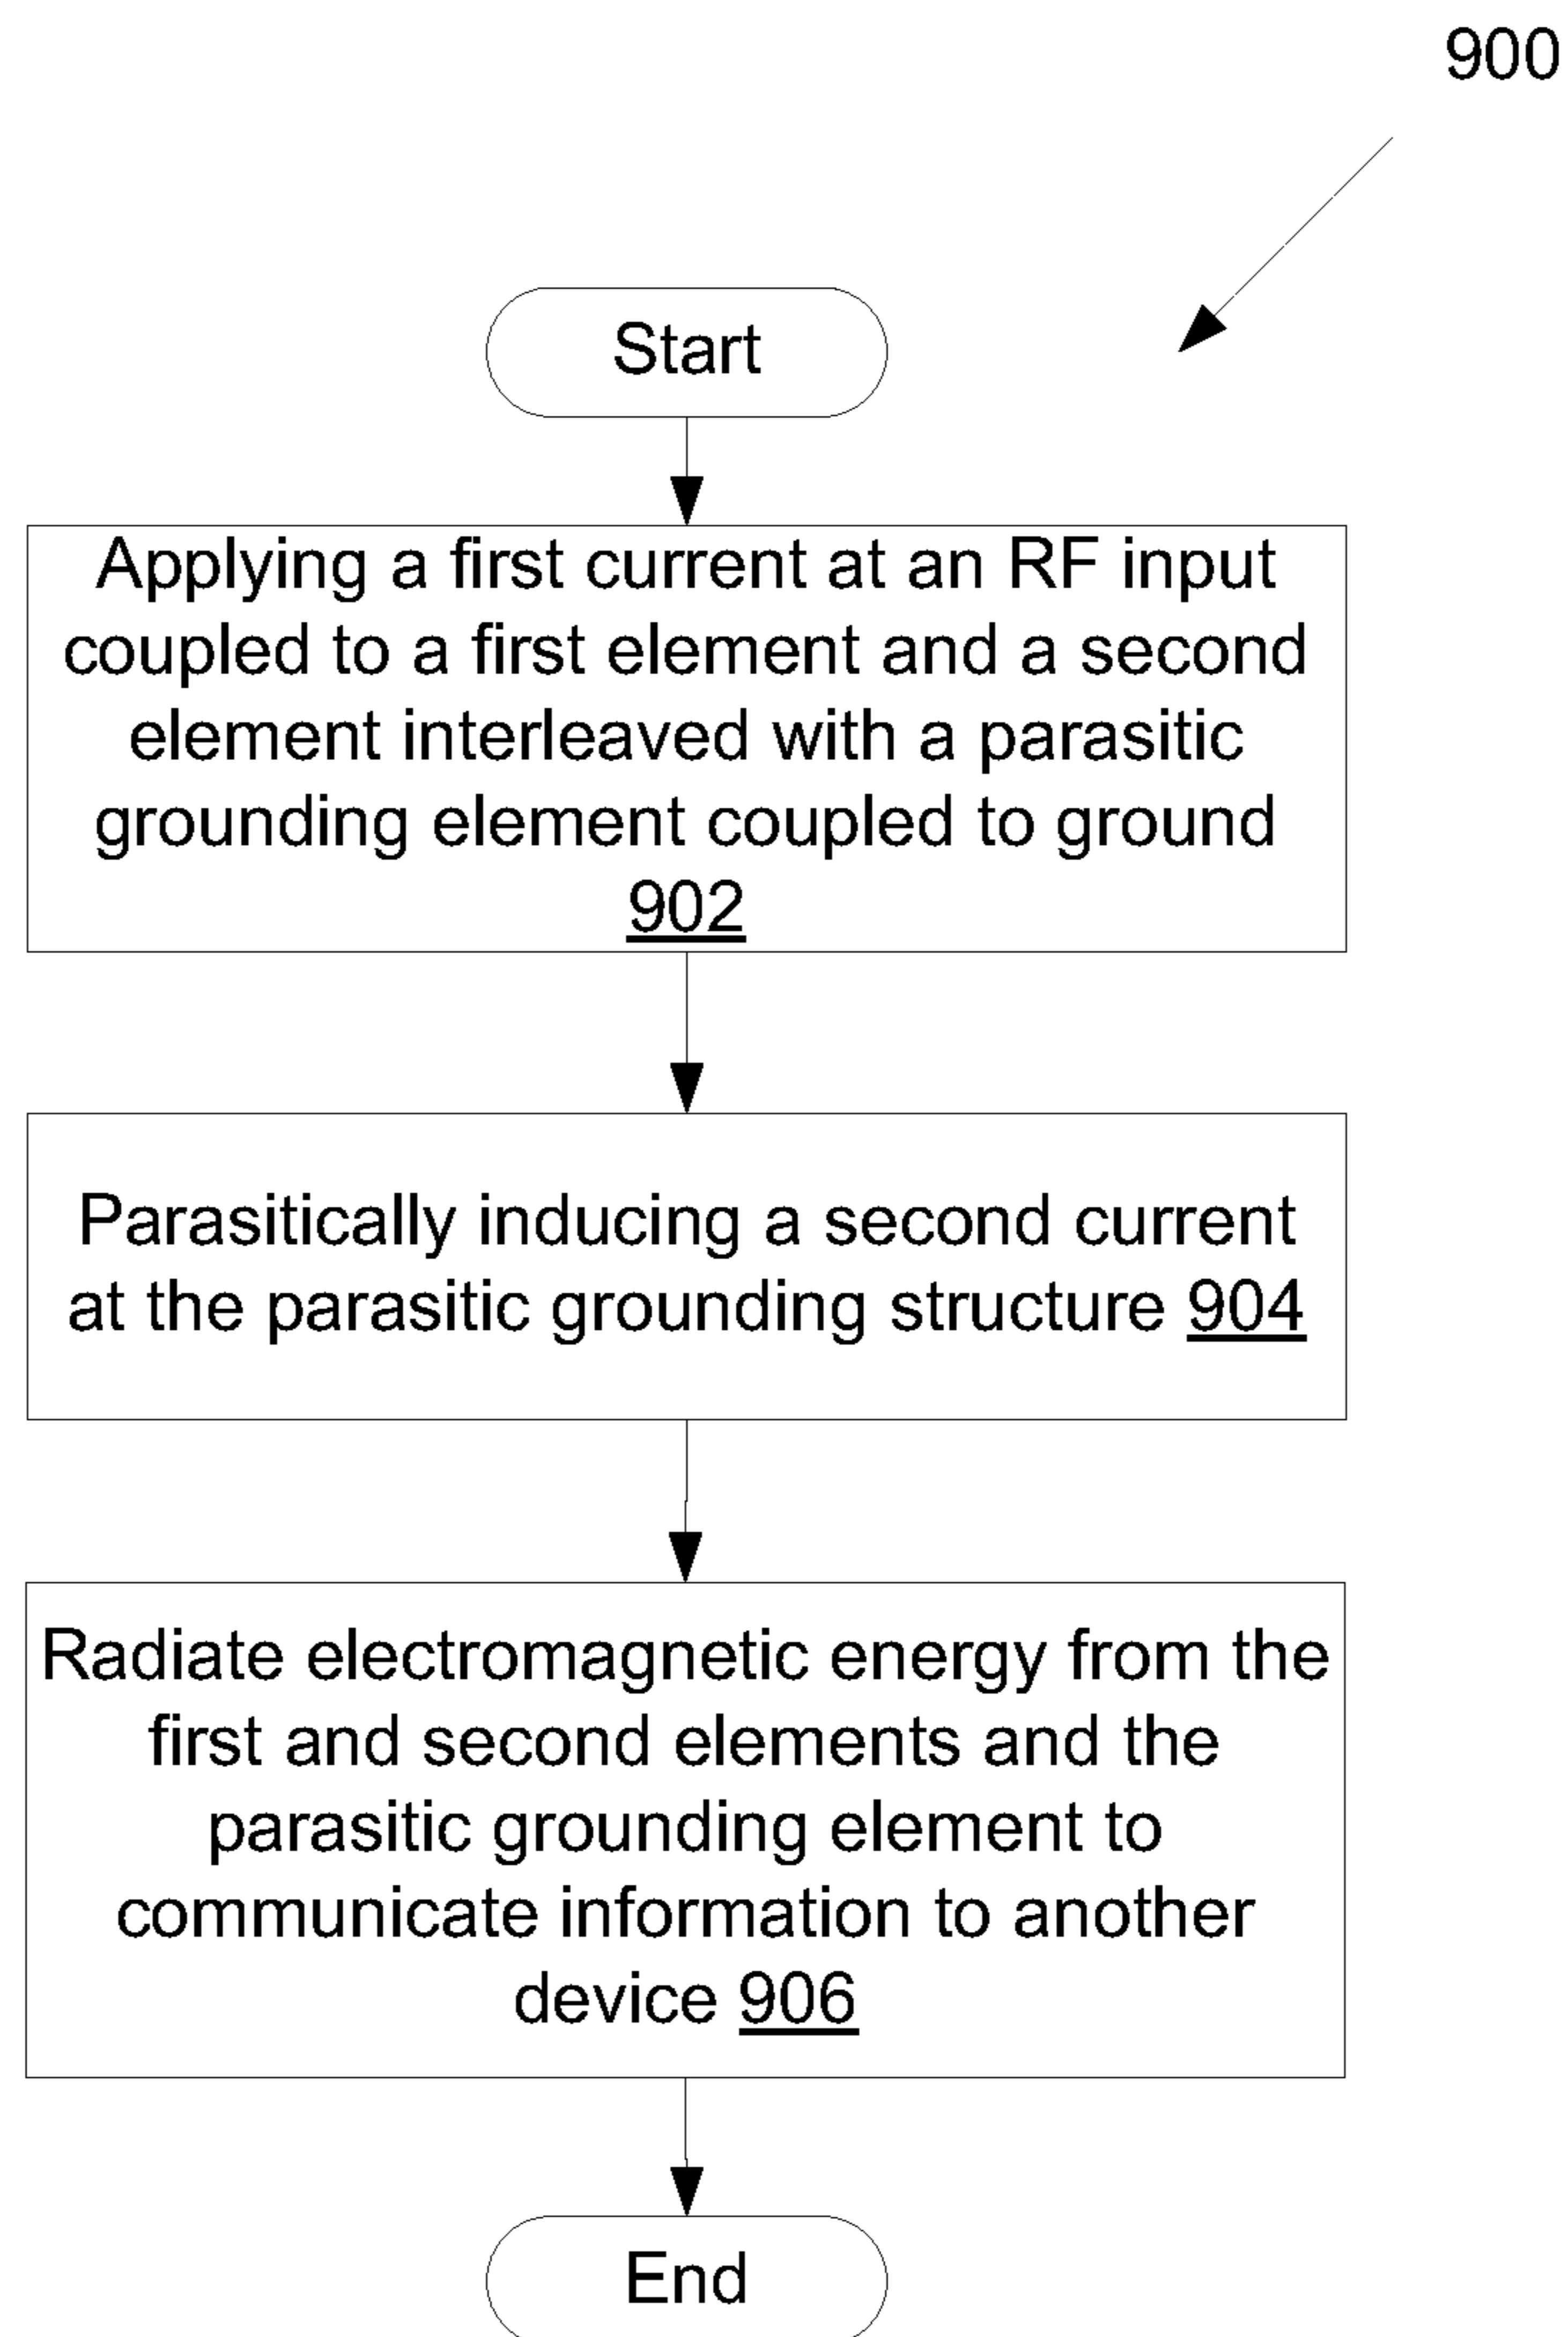 900
Start
Applying a first current at an RF input
coupled to a first element and a second
element interleaved with a parasitic
grounding element coupled to ground
902
Parasitically inducing a second current
at the parasitic grounding structure 904
Radiate electromagnetic energy from the
first and second elements and the
parasitic grounding element to
communicate information to another
device 906
End